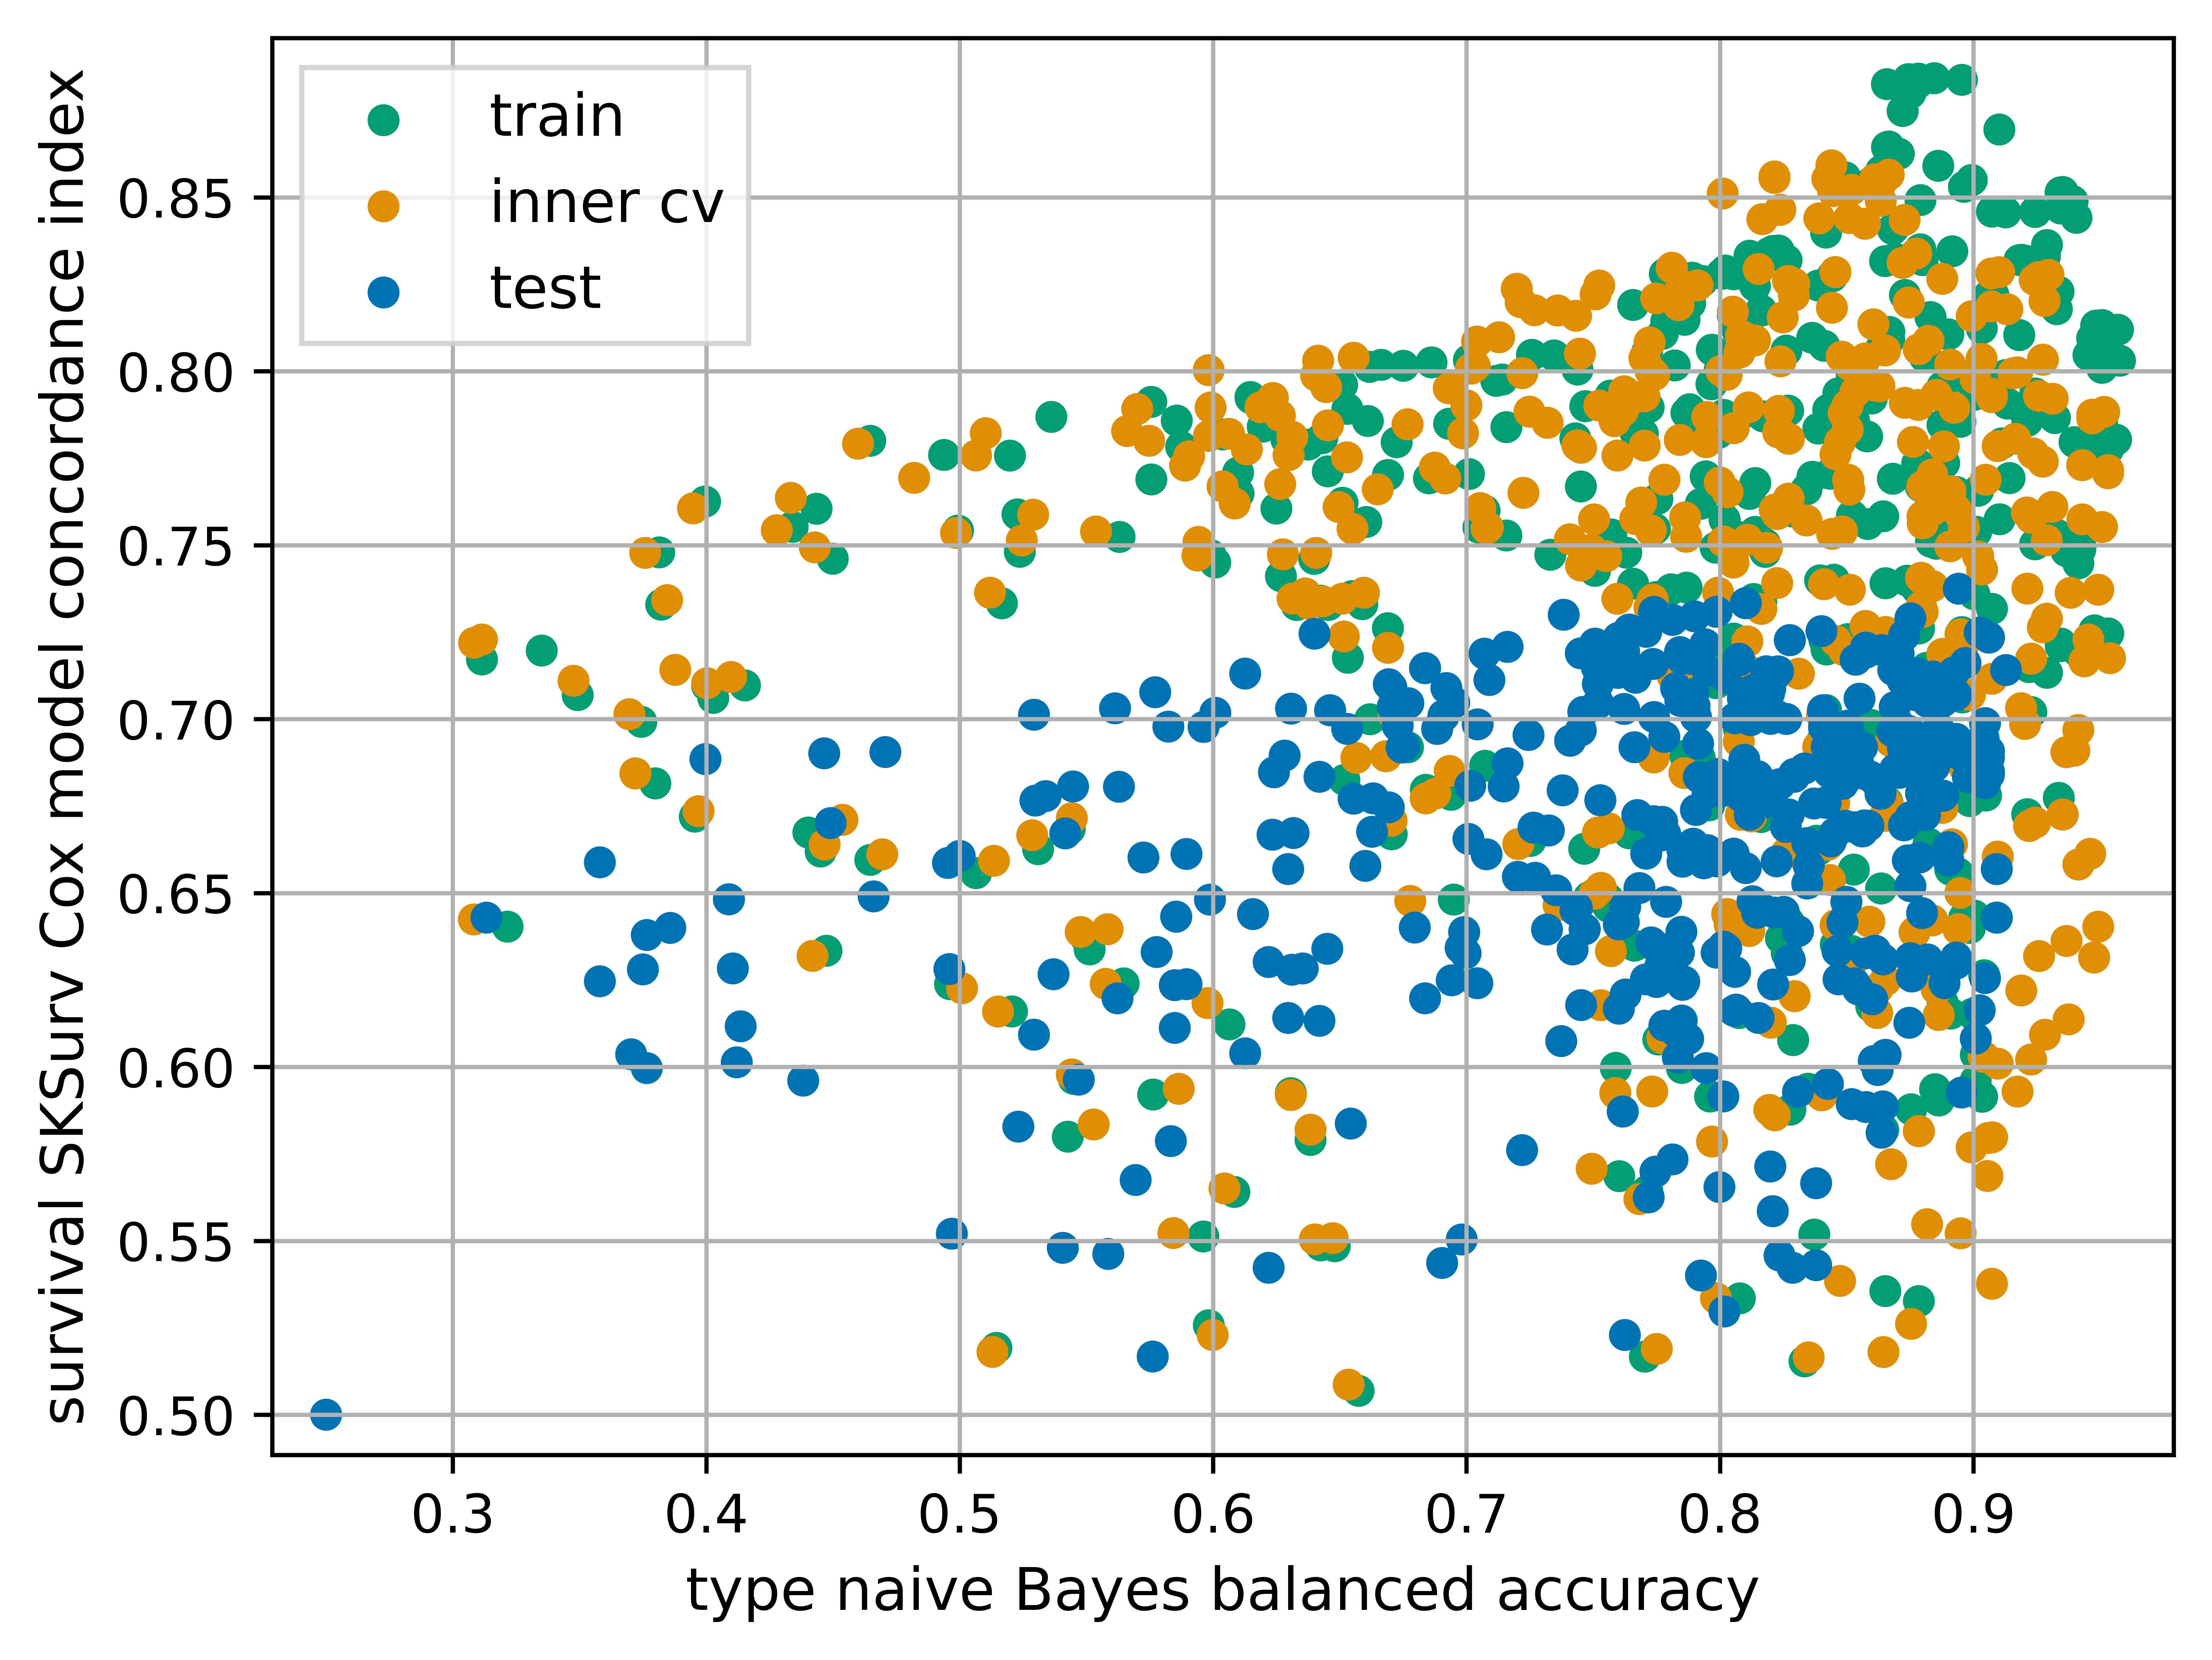 train
inner cv
test
survival SKSurv Cox model concordance index
0.85
0.80
0.75
0.70
0.65
0.60
0.55
0.50
0.3 0.4 0.5 0.6 0.7 0.8 0.9
type naive Bayes balanced accuracy